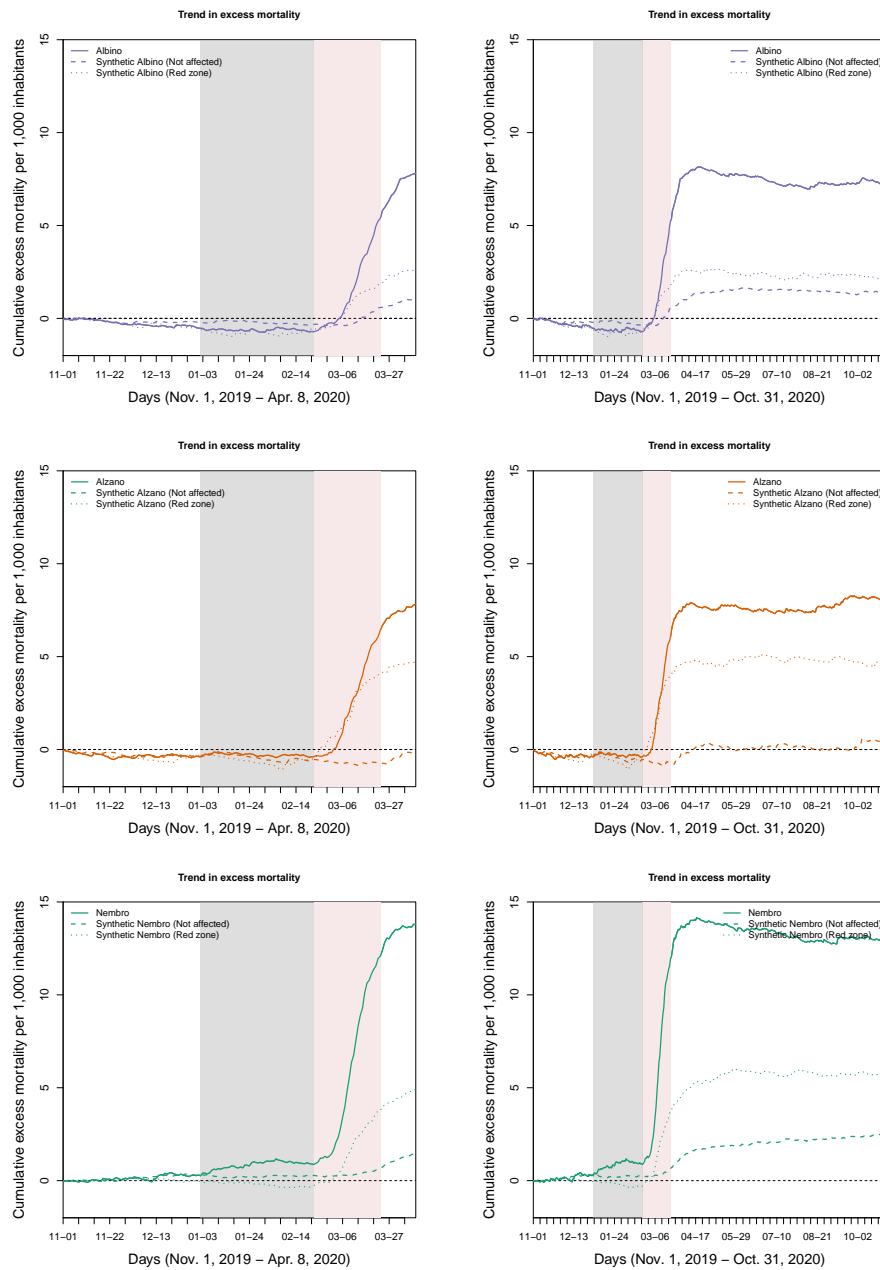 Trend in excess mortality
Cumulative excess mortality per 1,000 inhabitants
15
10
5
0
Albino
Synthetic Albino (Not affected)
Synthetic Albino (Red zone)
11−01 11−22 12−13 01−03 01−24 02−14 03−06 03−27
Days (Nov. 1, 2019 − Apr. 8, 2020)
Trend in excess mortality
Cumulative excess mortality per 1,000 inhabitants
15
10
5
0
Albino
Synthetic Albino (Not affected)
Synthetic Albino (Red zone)
11−01 12−13 01−24 03−06 04−17 05−29 07−10 08−21 10−02
Days (Nov. 1, 2019 − Oct. 31, 2020)
Trend in excess mortality
Cumulative excess mortality per 1,000 inhabitants
15
10
5
0
Alzano
Synthetic Alzano (Not affected)
Synthetic Alzano (Red zone)
11−01 11−22 12−13 01−03 01−24 02−14 03−06 03−27
Days (Nov. 1, 2019 − Apr. 8, 2020)
Trend in excess mortality
Cumulative excess mortality per 1,000 inhabitants
15
10
5
0
Alzano
Synthetic Alzano (Not affected)
Synthetic Alzano (Red zone)
11−01 12−13 01−24 03−06 04−17 05−29 07−10 08−21 10−02
Days (Nov. 1, 2019 − Oct. 31, 2020)
Trend in excess mortality
Cumulative excess mortality per 1,000 inhabitants
15
10
5
0
Nembro
Synthetic Nembro (Not affected)
Synthetic Nembro (Red zone)
11−01 11−22 12−13 01−03 01−24 02−14 03−06 03−27
Days (Nov. 1, 2019 − Apr. 8, 2020)
Trend in excess mortality
Cumulative excess mortality per 1,000 inhabitants
15
10
5
0
Nembro
Synthetic Nembro (Not affected)
Synthetic Nembro (Red zone)
11−01 12−13 01−24 03−06 04−17 05−29 07−10 08−21 10−02
Days (Nov. 1, 2019 − Oct. 31, 2020)